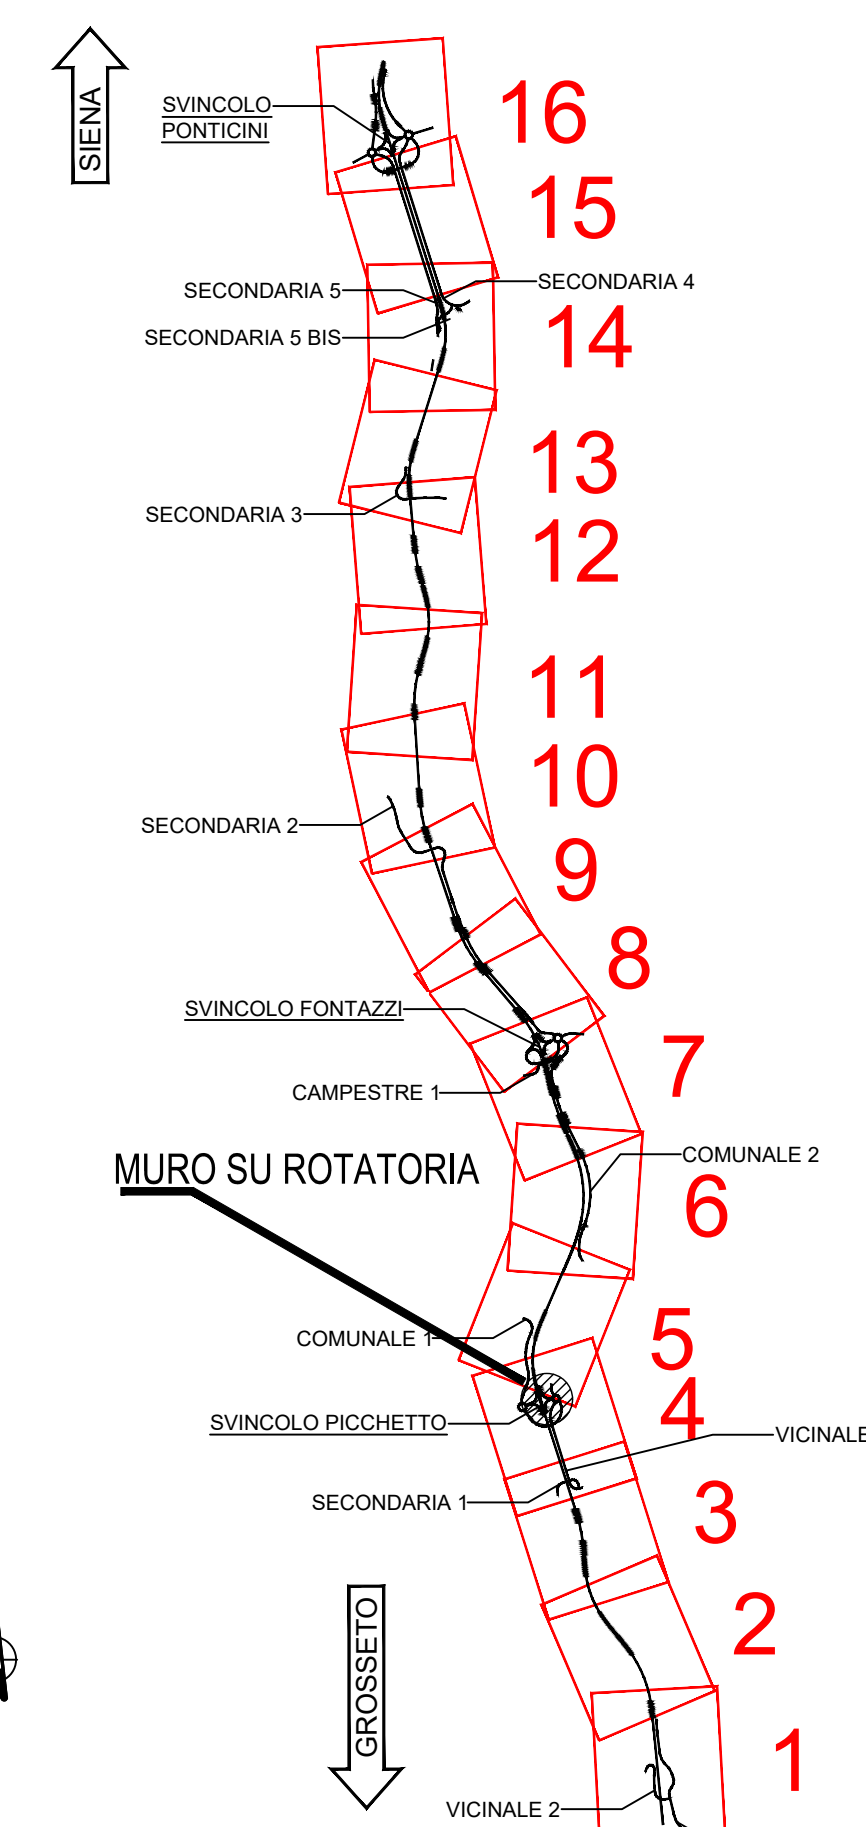 SIENA
SVINCOLO
PONTICINI
16
15
SECONDARIA 5
SECONDARIA 4
SECONDARIA 5 BIS
14
13
SECONDARIA 3
12
11
10
SECONDARIA 2
9
8
SVINCOLO FONTAZZI
7
CAMPESTRE 1
MURO SU ROTATORIA
COMUNALE 2
6
COMUNALE 1
5
4
SVINCOLO PICCHETTO
VICINALE
SECONDARIA 1
3
GROSSETO
2
1
VICINALE 2